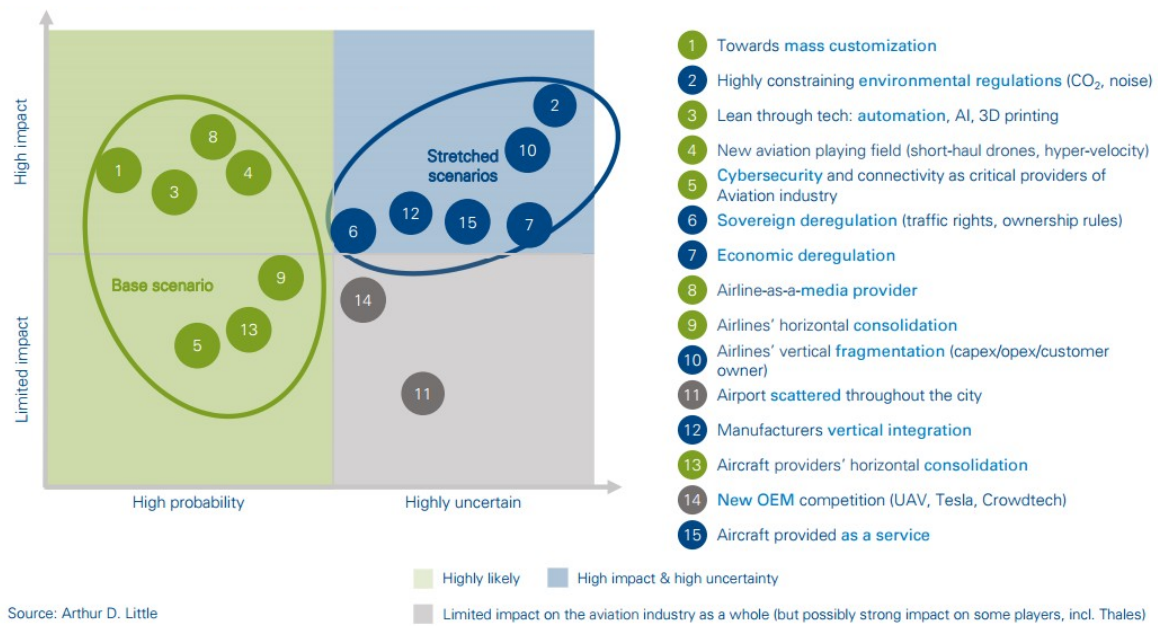 High impact
Limited impact
8
1
3
4
Base scenario
9
13
5
Stretched
scenarios
2
10
12
15
7
6
14
11
High probability
Highly uncertain
1 Towards mass customization
2 Highly constraining environmental regulations (CO₂, noise)
3 Lean through tech: automation, AI, 3D printing
4 New aviation playing field (short-haul drones, hyper-velocity)
5 Cybersecurity and connectivity as critical providers of
Aviation industry
6 Sovereign deregulation (traffic rights, ownership rules)
7 Economic deregulation
8 Airline-as-a-media provider
9 Airlines’ horizontal consolidation
10 Airlines’ vertical fragmentation (capex/opex/customer
owner)
11 Airport scattered throughout the city
12 Manufacturers vertical integration
13 Aircraft providers’ horizontal consolidation
14 New OEM competition (UAV, Tesla, Crowdtech)
15 Aircraft provided as a service
Highly likely
High impact & high uncertainty
Limited impact on the aviation industry as a whole (but possibly strong impact on some players, incl. Thales)
Source: Arthur D. Little